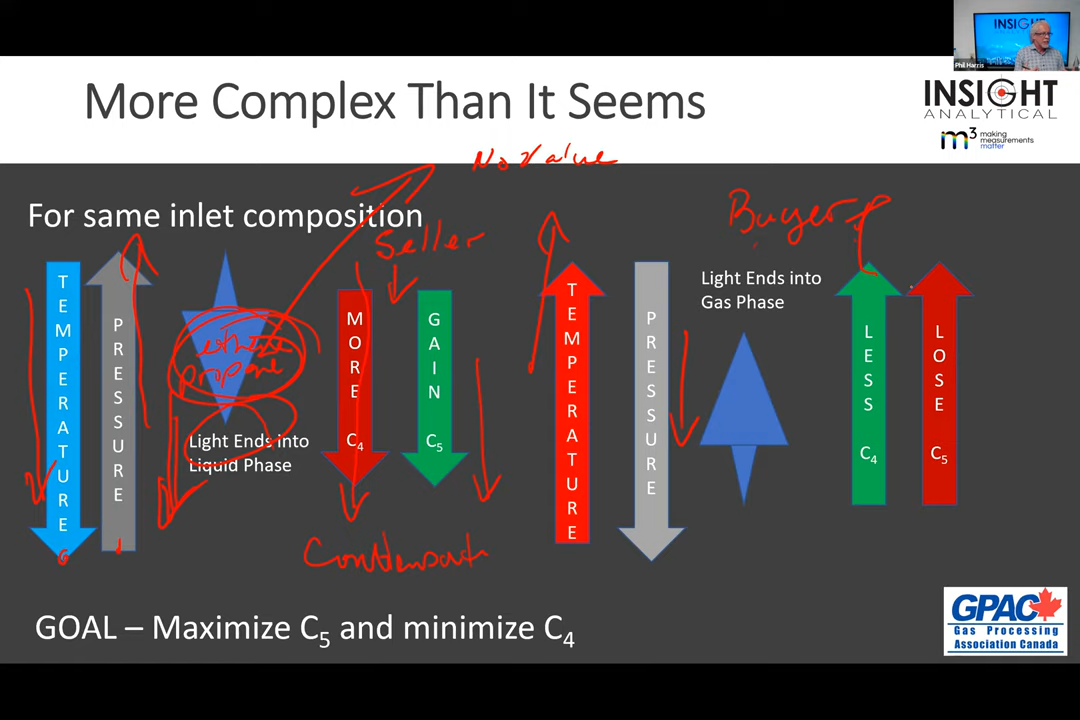 INSIGHT
Phil Harris
More Complex Than It Seems
INSIGHT
ANALYTICAL
m3 making
measurements
matter
No Value
For same inlet composition
Seller
Buyer
TEMPERATURE
PRESSURE
ethane
propane
Light Ends into
Liquid Phase
MORE C4
GAIN C5
TEMPERATURE
PRESSURE
Light Ends into
Gas Phase
LESS C4
LOSE C5
GOAL – Maximize C5 and minimize C4
GPAC
Gas Processing
Association Canada